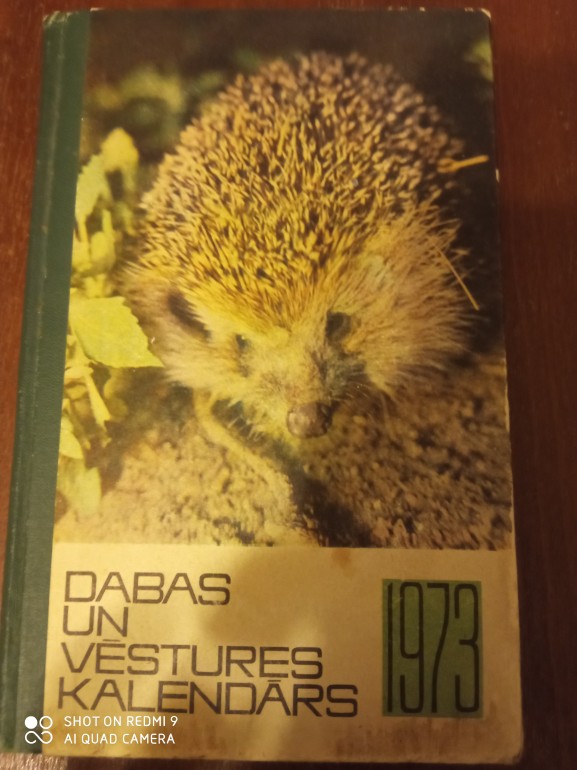 DABAS
UN
VĒSTURES
KALENDĀRS
1973
SHOT ON REDMI 9
AI QUAD CAMERA